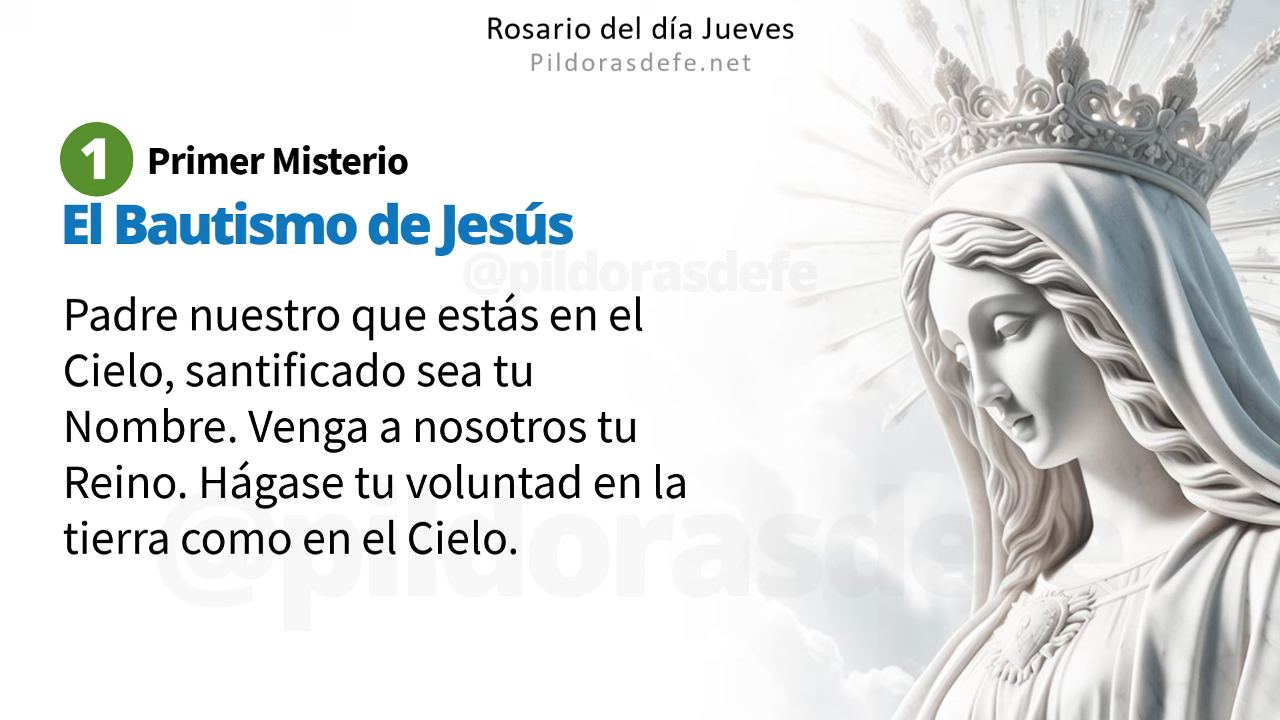 Rosario del día Jueves
Pildorasdefe.net
1 Primer Misterio
El Bautismo de Jesús
@pildorasdefe
Padre nuestro que estás en el
Cielo, santificado sea tu
Nombre. Venga a nosotros tu
Reino. Hágase tu voluntad en la
tierra como en el Cielo.
@pildorasdefe